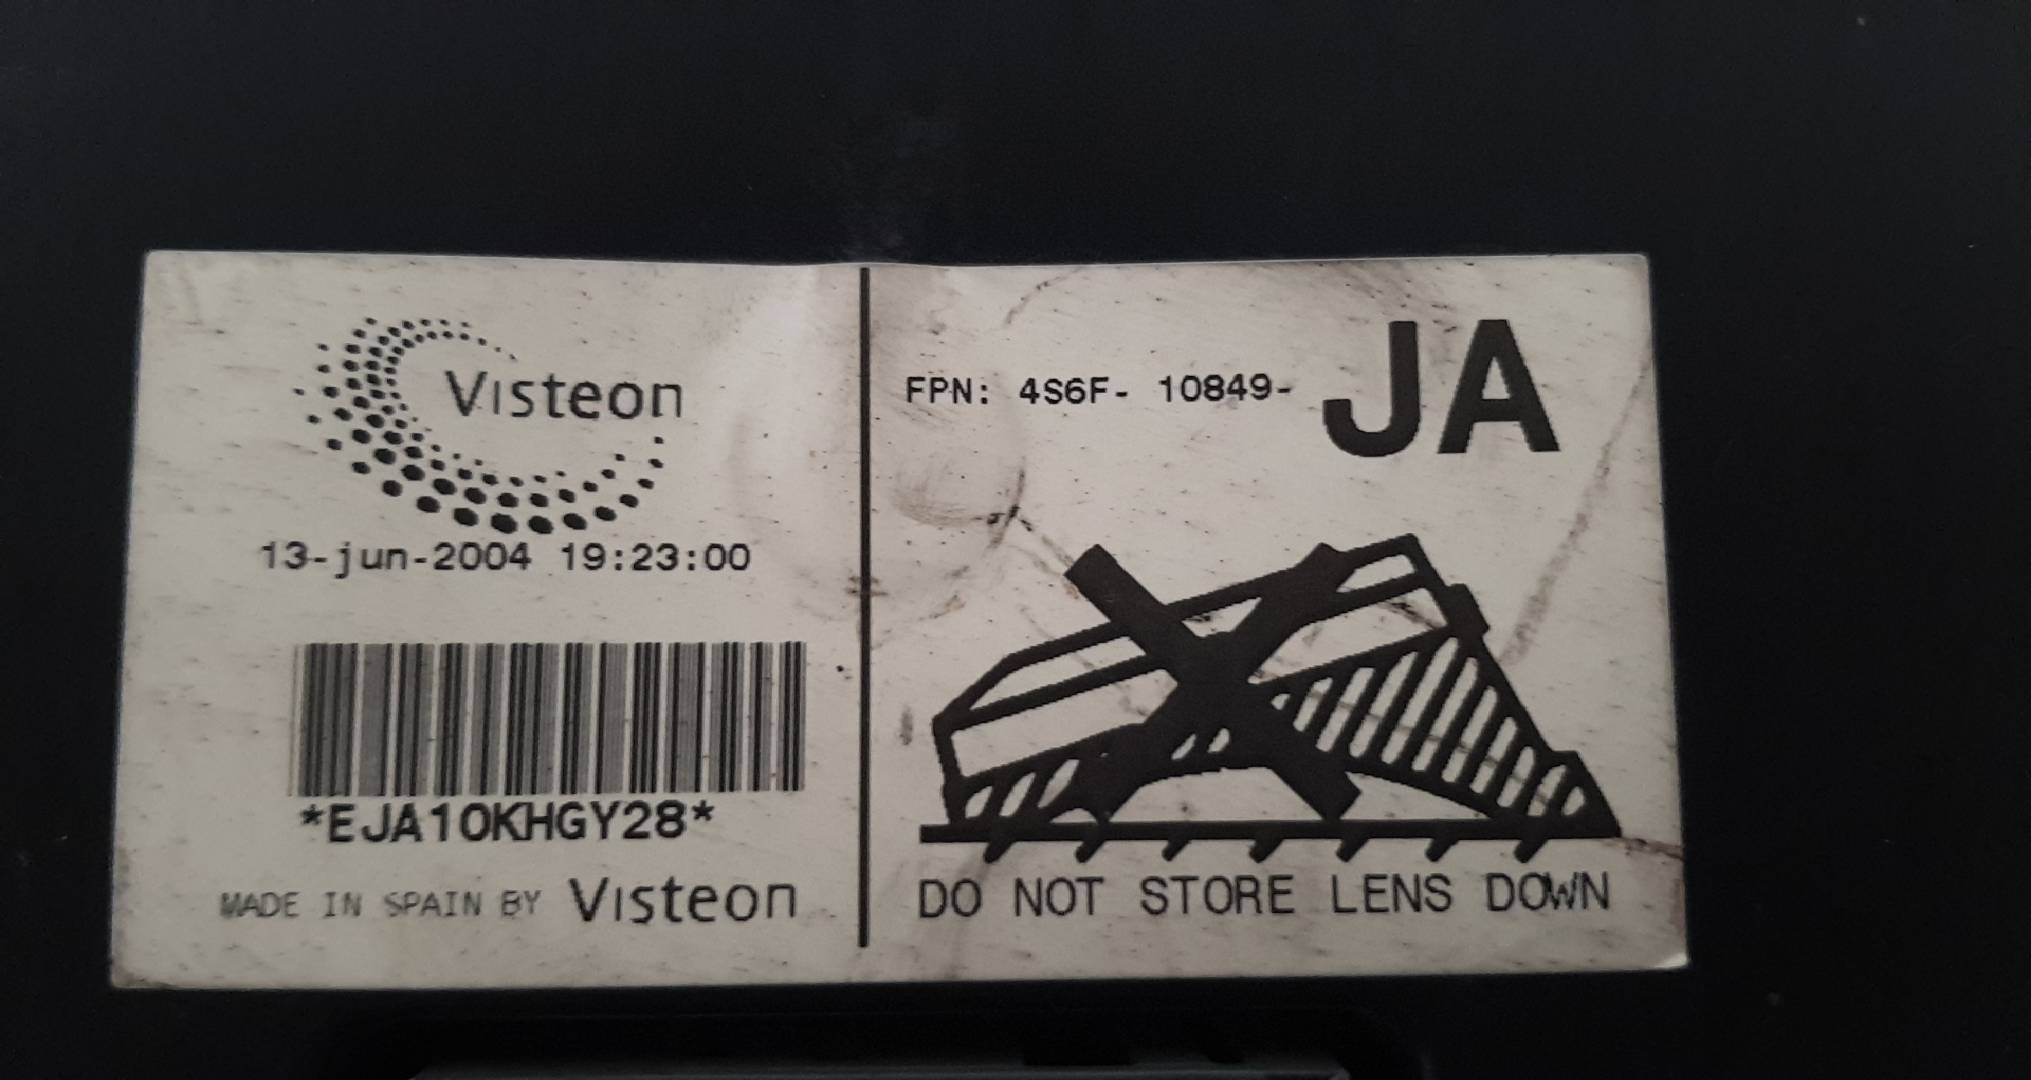 Visteon
13-jun-2004 19:23:00
*EJA10KHGY28*
MADE IN SPAIN BY Visteon
FPN: 4S6F- 10849- JA
DO NOT STORE LENS DOWN